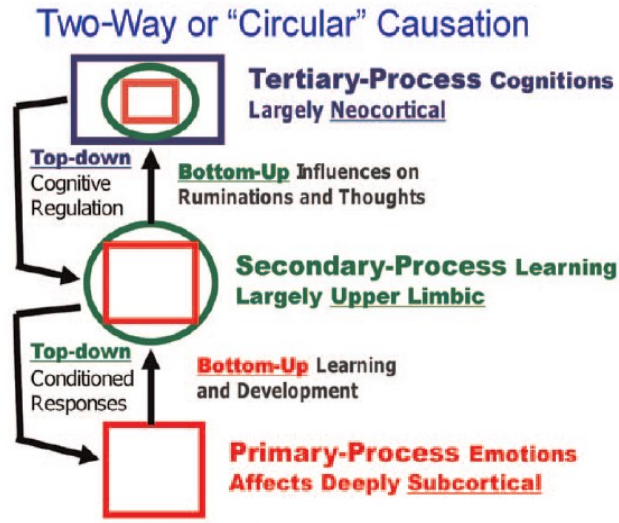 Two-Way or “Circular” Causation
Tertiary-Process Cognitions
Largely Neocortical
Top-down
Cognitive
Regulation
Bottom-Up Influences on
Ruminations and Thoughts
Secondary-Process Learning
Largely Upper Limbic
Top-down
Conditioned
Responses
Bottom-Up Learning
and Development
Primary-Process Emotions
Affects Deeply Subcortical